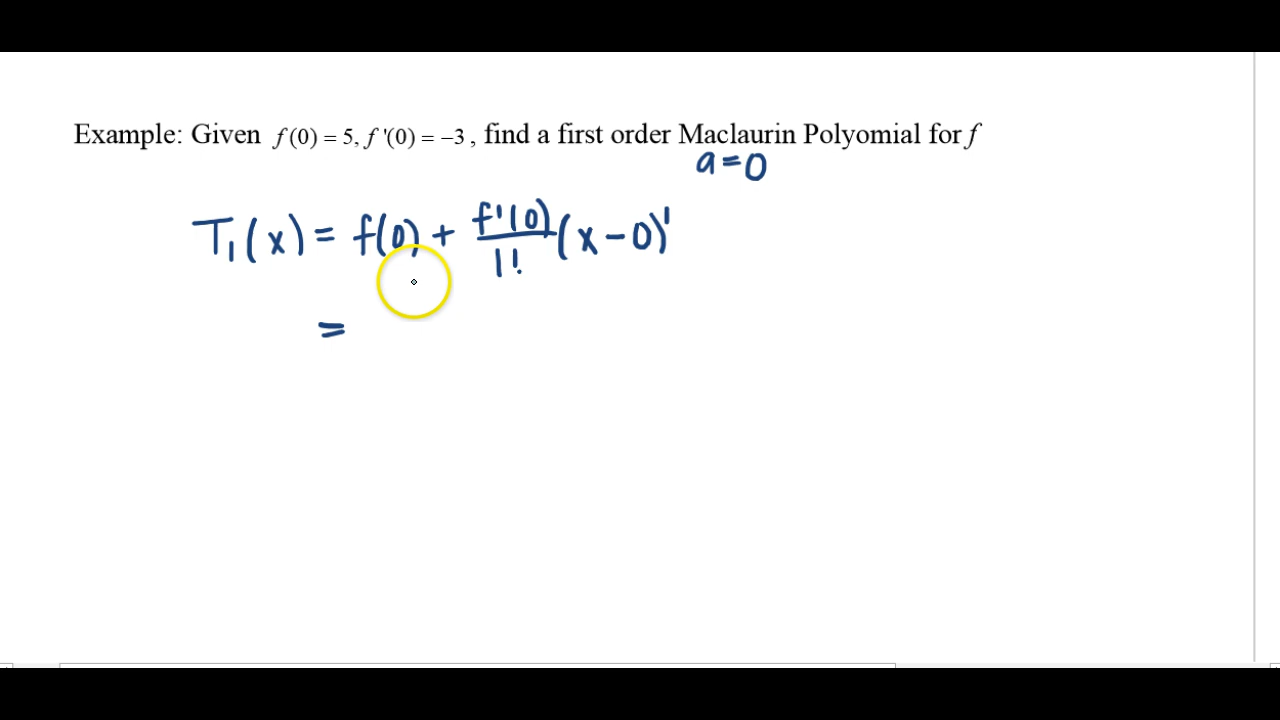 Example: Given f(0) = 5, f '(0) = −3, find a first order Maclaurin Polyomial for f
a = 0
T₁(x) = f(0) + f'(0)/1! (x − 0)¹
=